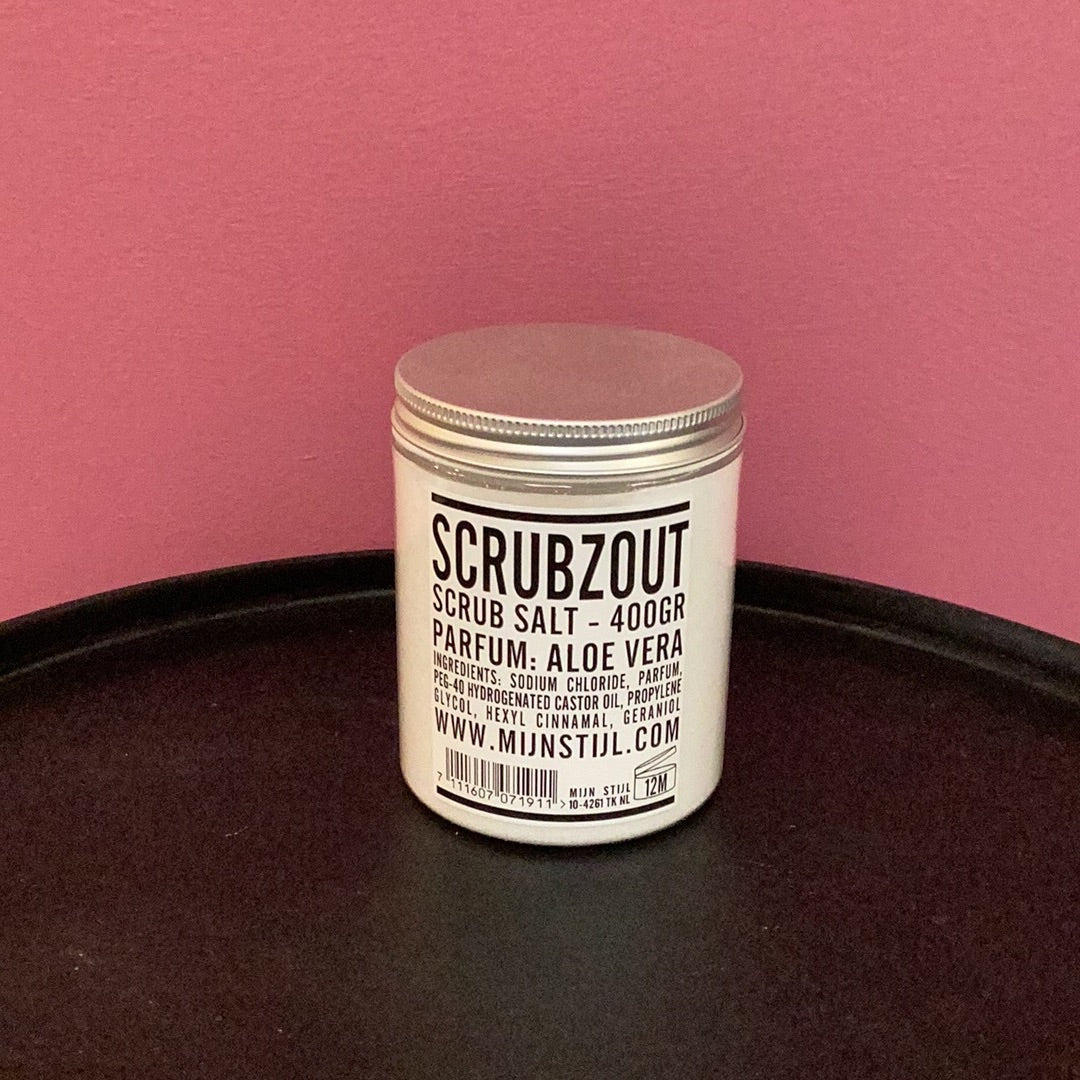 SCRUBZOUT
SCRUB SALT - 400GR
PARFUM: ALOE VERA
INGREDIENTS: SODIUM CHLORIDE, PARFUM,
PEG-40 HYDROGENATED CASTOR OIL, PROPYLENE
GLYCOL, HEXYL CINNAMAL, GERANIOL
WWW.MIJNSTIJL.COM
7 111607 071911 >
MIJN STIJL
10-4261 TK NL
12M